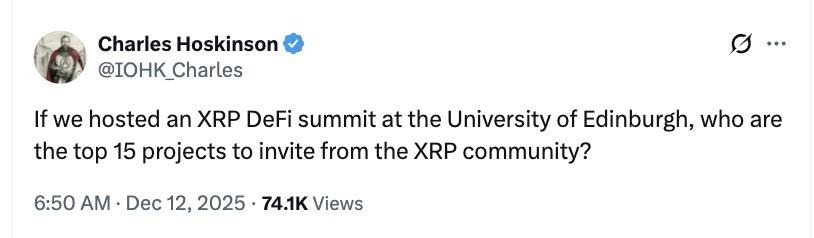 Charles Hoskinson
@IOHK_Charles
If we hosted an XRP DeFi summit at the University of Edinburgh, who are
the top 15 projects to invite from the XRP community?
6:50 AM · Dec 12, 2025 · 74.1K Views